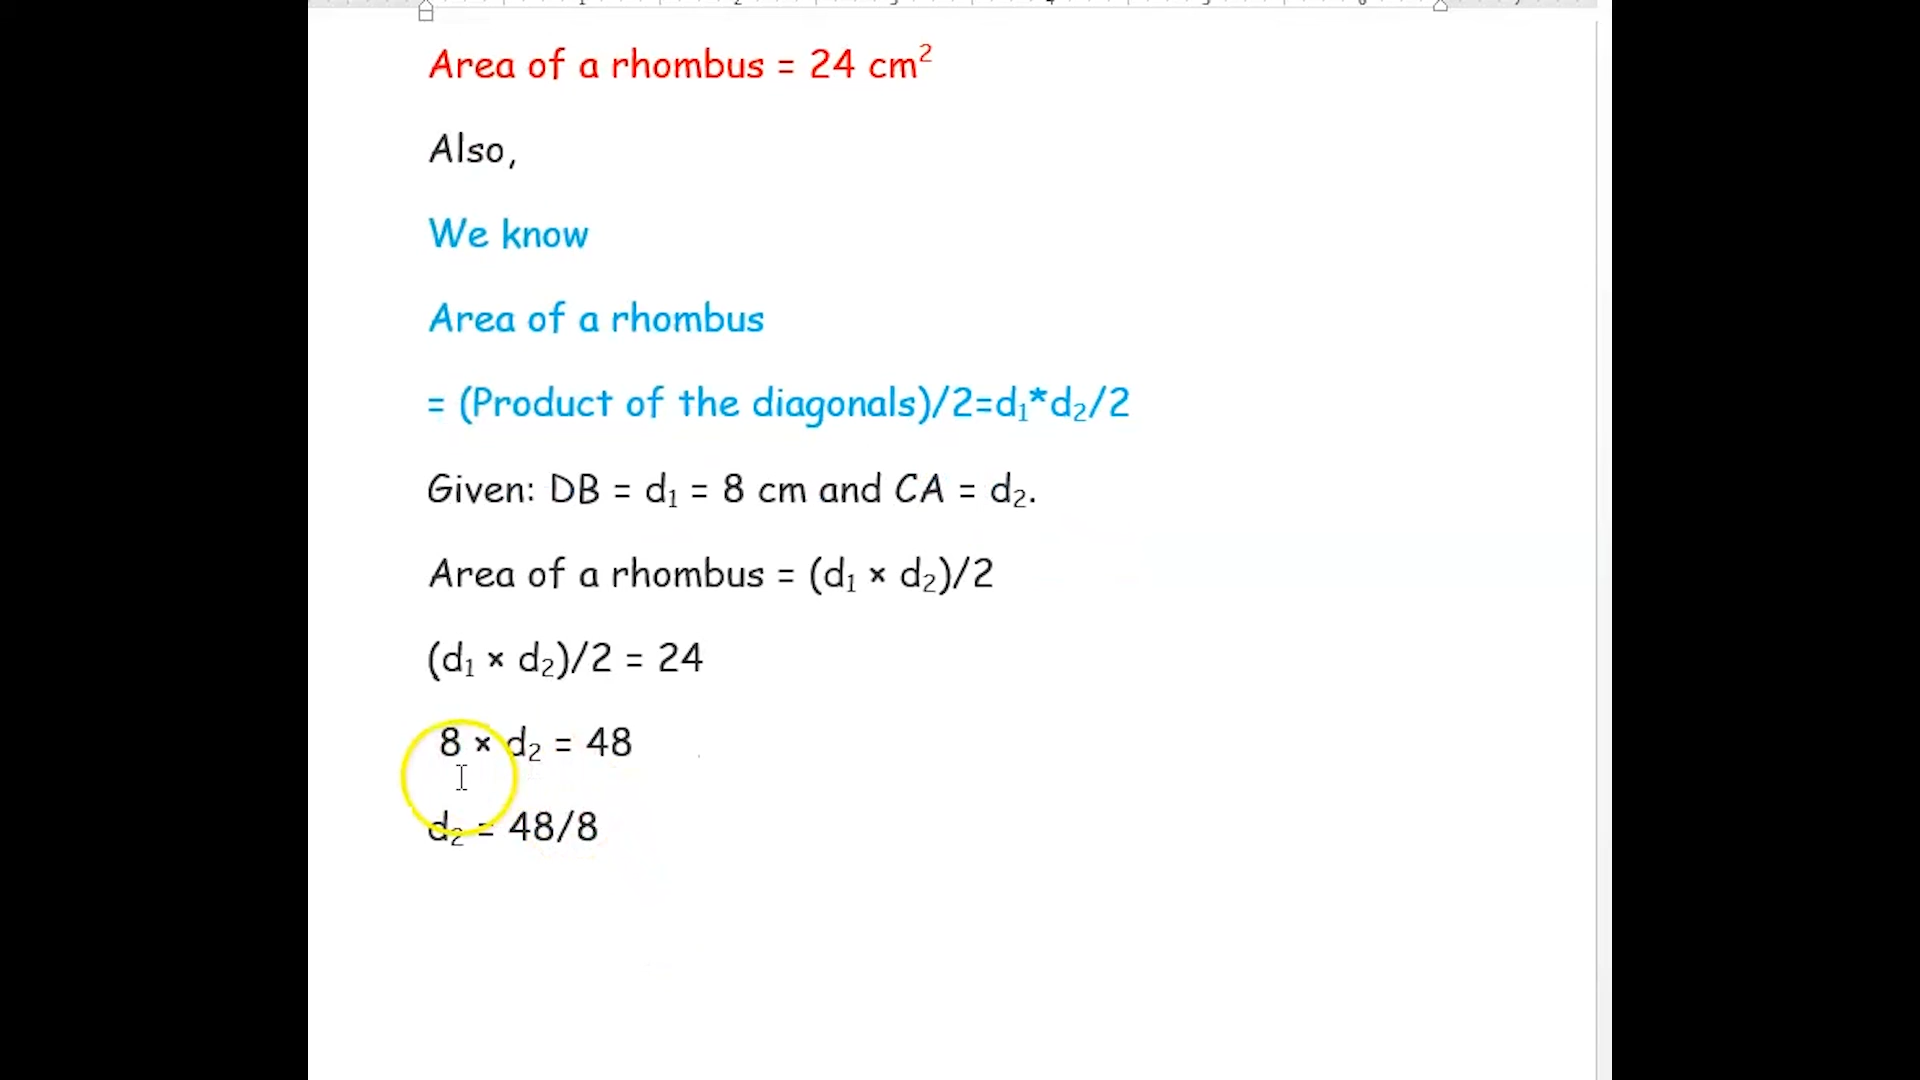 Area of a rhombus = 24 cm²
Also,
We know
Area of a rhombus
= (Product of the diagonals)/2=d₁*d₂/2
Given: DB = d₁ = 8 cm and CA = d₂.
Area of a rhombus = (d₁ × d₂)/2
(d₁ × d₂)/2 = 24
8 × d₂ = 48
d₂ = 48/8